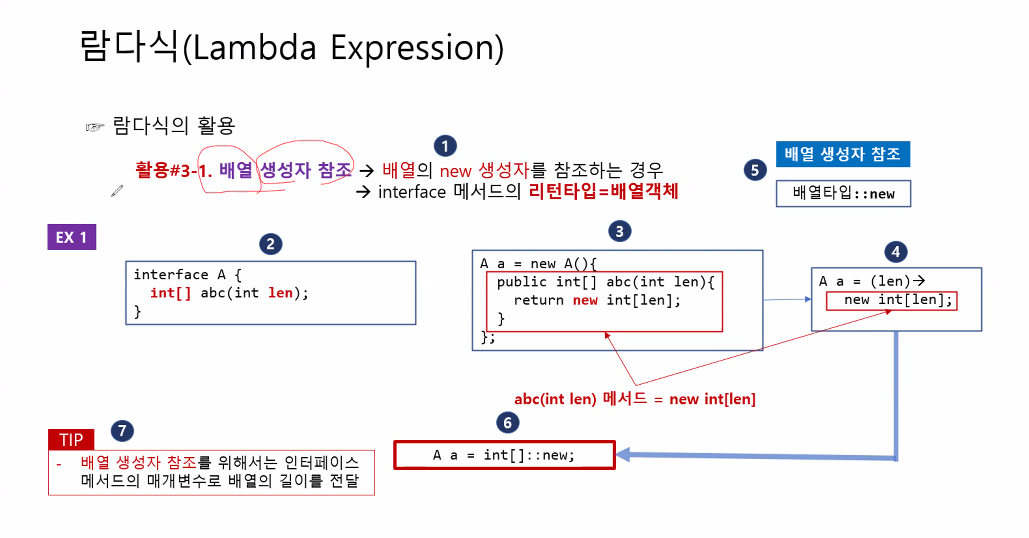 람다식(Lambda Expression)
☞ 람다식의 활용
활용#3-1. 배열 생성자 참조 → 배열의 new 생성자를 참조하는 경우
→ interface 메서드의 리턴타입=배열객체
1
5
배열 생성자 참조
배열타입::new
EX 1
2
interface A {
int[] abc(int len);
}
3
A a = new A(){
public int[] abc(int len){
return new int[len];
}
};
4
A a = (len)→
new int[len];
abc(int len) 메서드 = new int[len]
6
A a = int[]::new;
TIP
7
- 배열 생성자 참조를 위해서는 인터페이스
메서드의 매개변수로 배열의 길이를 전달